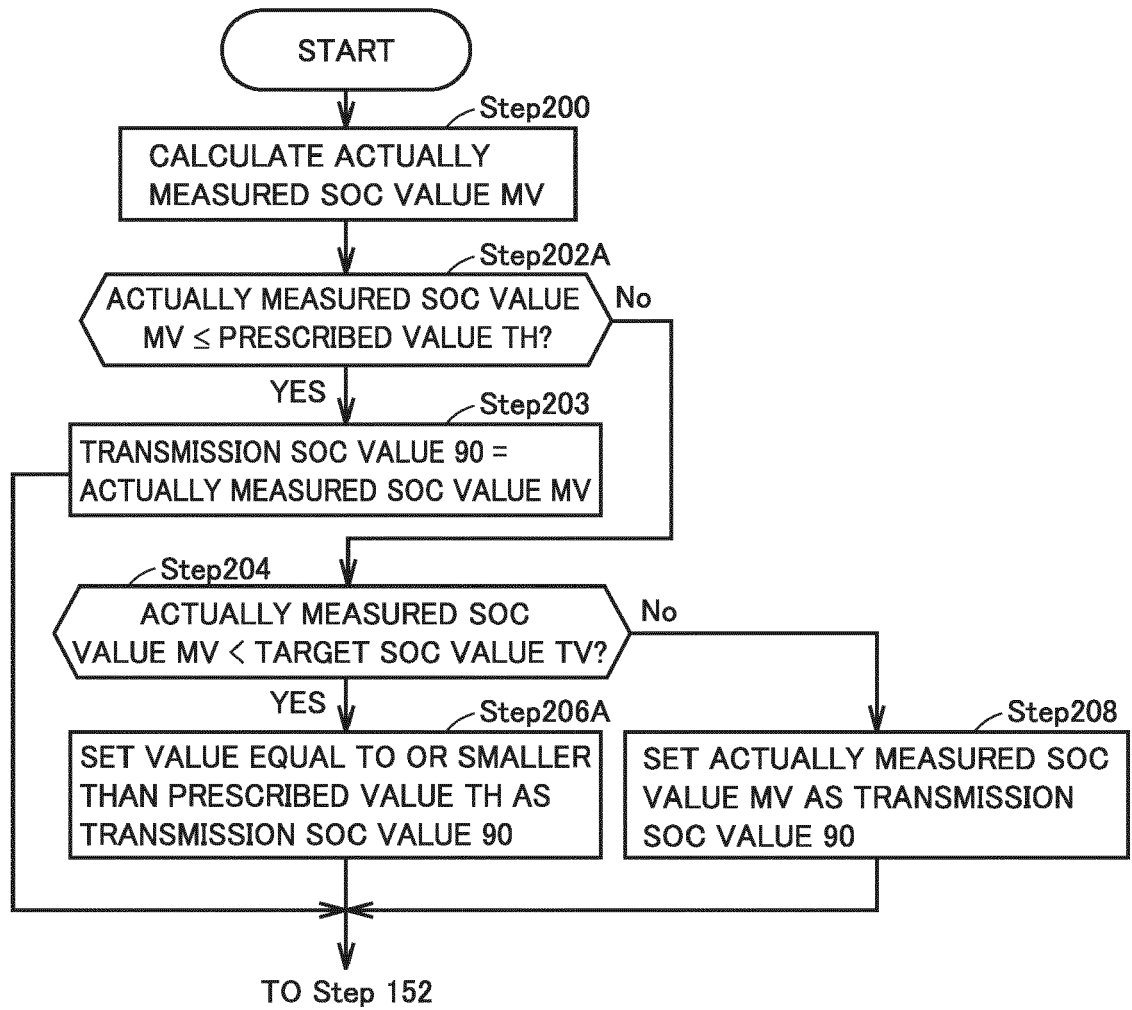 START
Step200
CALCULATE ACTUALLY
MEASURED SOC VALUE MV
Step202A
ACTUALLY MEASURED SOC VALUE
MV ≤ PRESCRIBED VALUE TH?
No
YES
Step203
TRANSMISSION SOC VALUE 90 =
ACTUALLY MEASURED SOC VALUE MV
Step204
ACTUALLY MEASURED SOC
VALUE MV < TARGET SOC VALUE TV?
No
YES
Step206A
SET VALUE EQUAL TO OR SMALLER
THAN PRESCRIBED VALUE TH AS
TRANSMISSION SOC VALUE 90
Step208
SET ACTUALLY MEASURED SOC
VALUE MV AS TRANSMISSION
SOC VALUE 90
TO Step 152